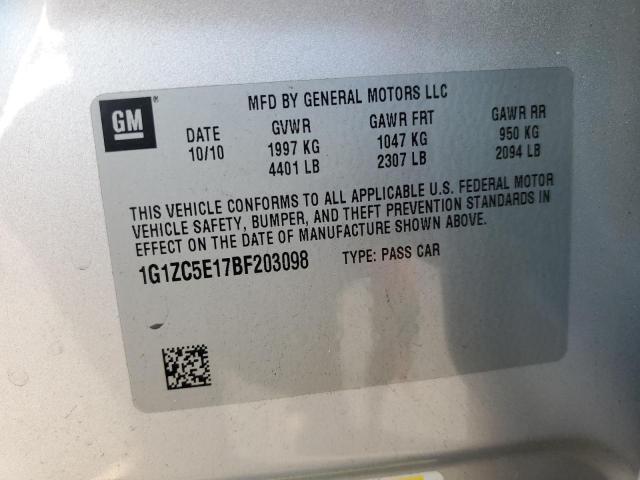 GM
MFD BY GENERAL MOTORS LLC
DATE GVWR GAWR FRT GAWR RR
10/10 1997 KG 1047 KG 950 KG
4401 LB 2307 LB 2094 LB
THIS VEHICLE CONFORMS TO ALL APPLICABLE U.S. FEDERAL MOTOR
VEHICLE SAFETY, BUMPER, AND THEFT PREVENTION STANDARDS IN
EFFECT ON THE DATE OF MANUFACTURE SHOWN ABOVE.
1G1ZC5E17BF203098 TYPE: PASS CAR